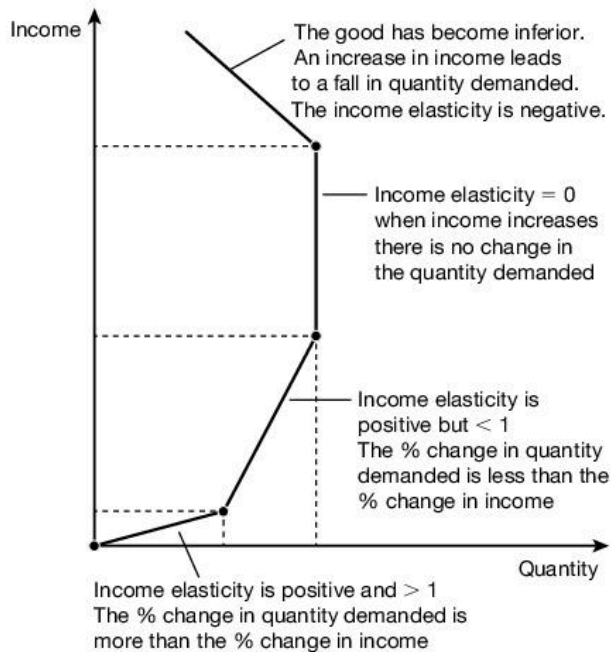 Income
The good has become inferior.
An increase in income leads
to a fall in quantity demanded.
The income elasticity is negative.
Income elasticity = 0
when income increases
there is no change in
the quantity demanded
Income elasticity is
positive but < 1
The % change in quantity
demanded is less than the
% change in income
Quantity
Income elasticity is positive and > 1
The % change in quantity demanded is
more than the % change in income